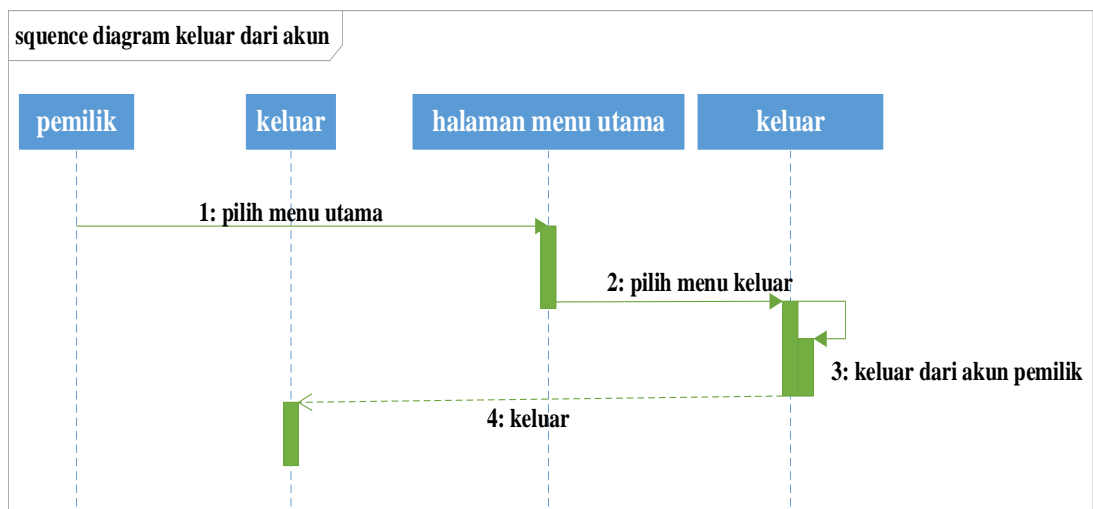 squence diagram keluar dari akun
pemilik
keluar
halaman menu utama
keluar
1: pilih menu utama
2: pilih menu keluar
3: keluar dari akun pemilik
4: keluar